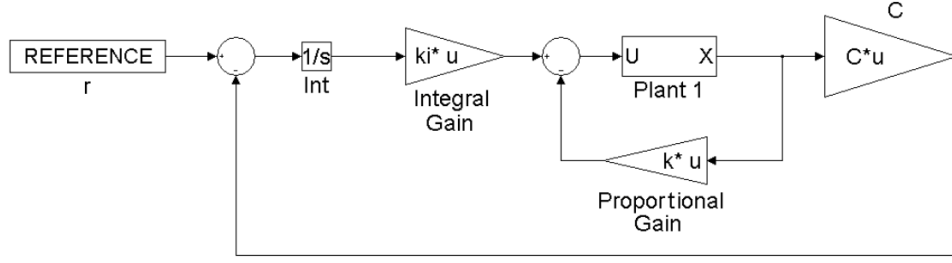 C
REFERENCE
r
+
-
1/s
Int
ki* u
Integral
Gain
+
-
U
X
Plant 1
C*u
k* u
Proportional
Gain